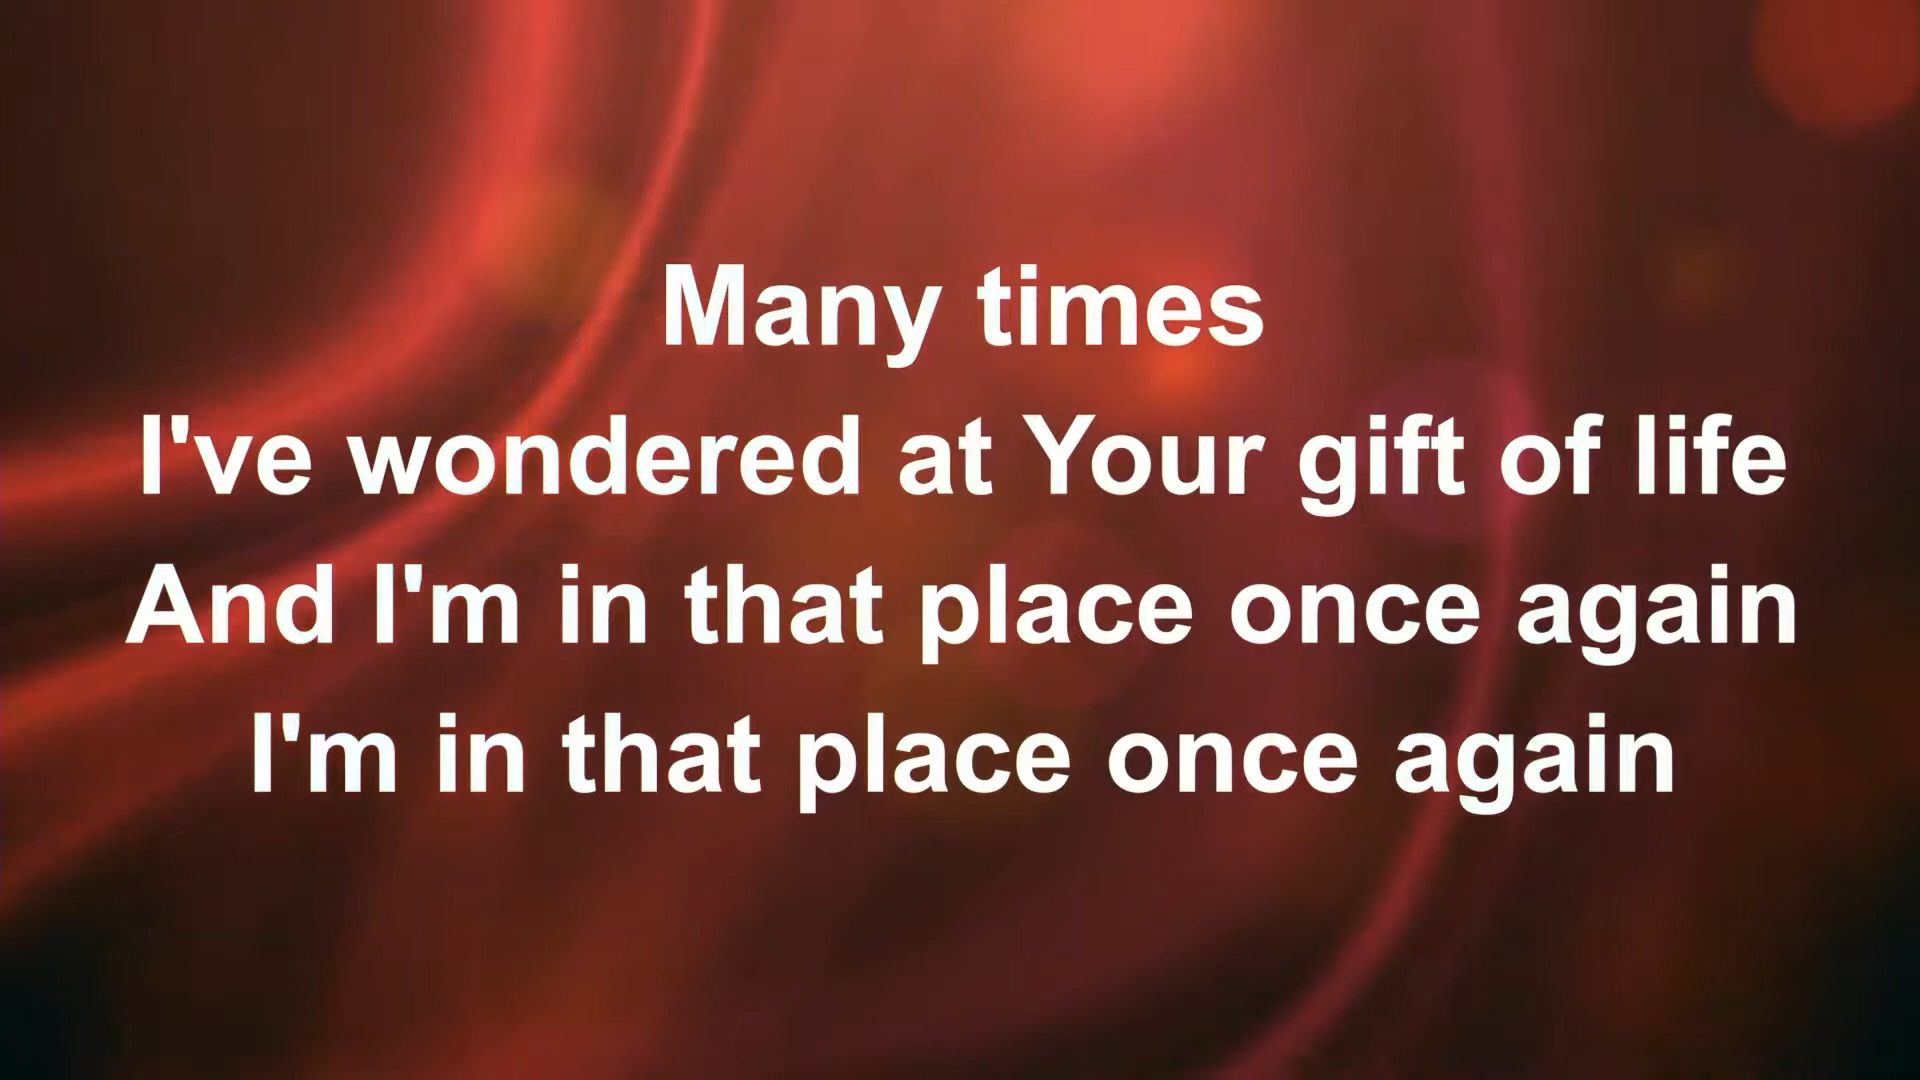 Many times
I've wondered at Your gift of life
And I'm in that place once again
I'm in that place once again